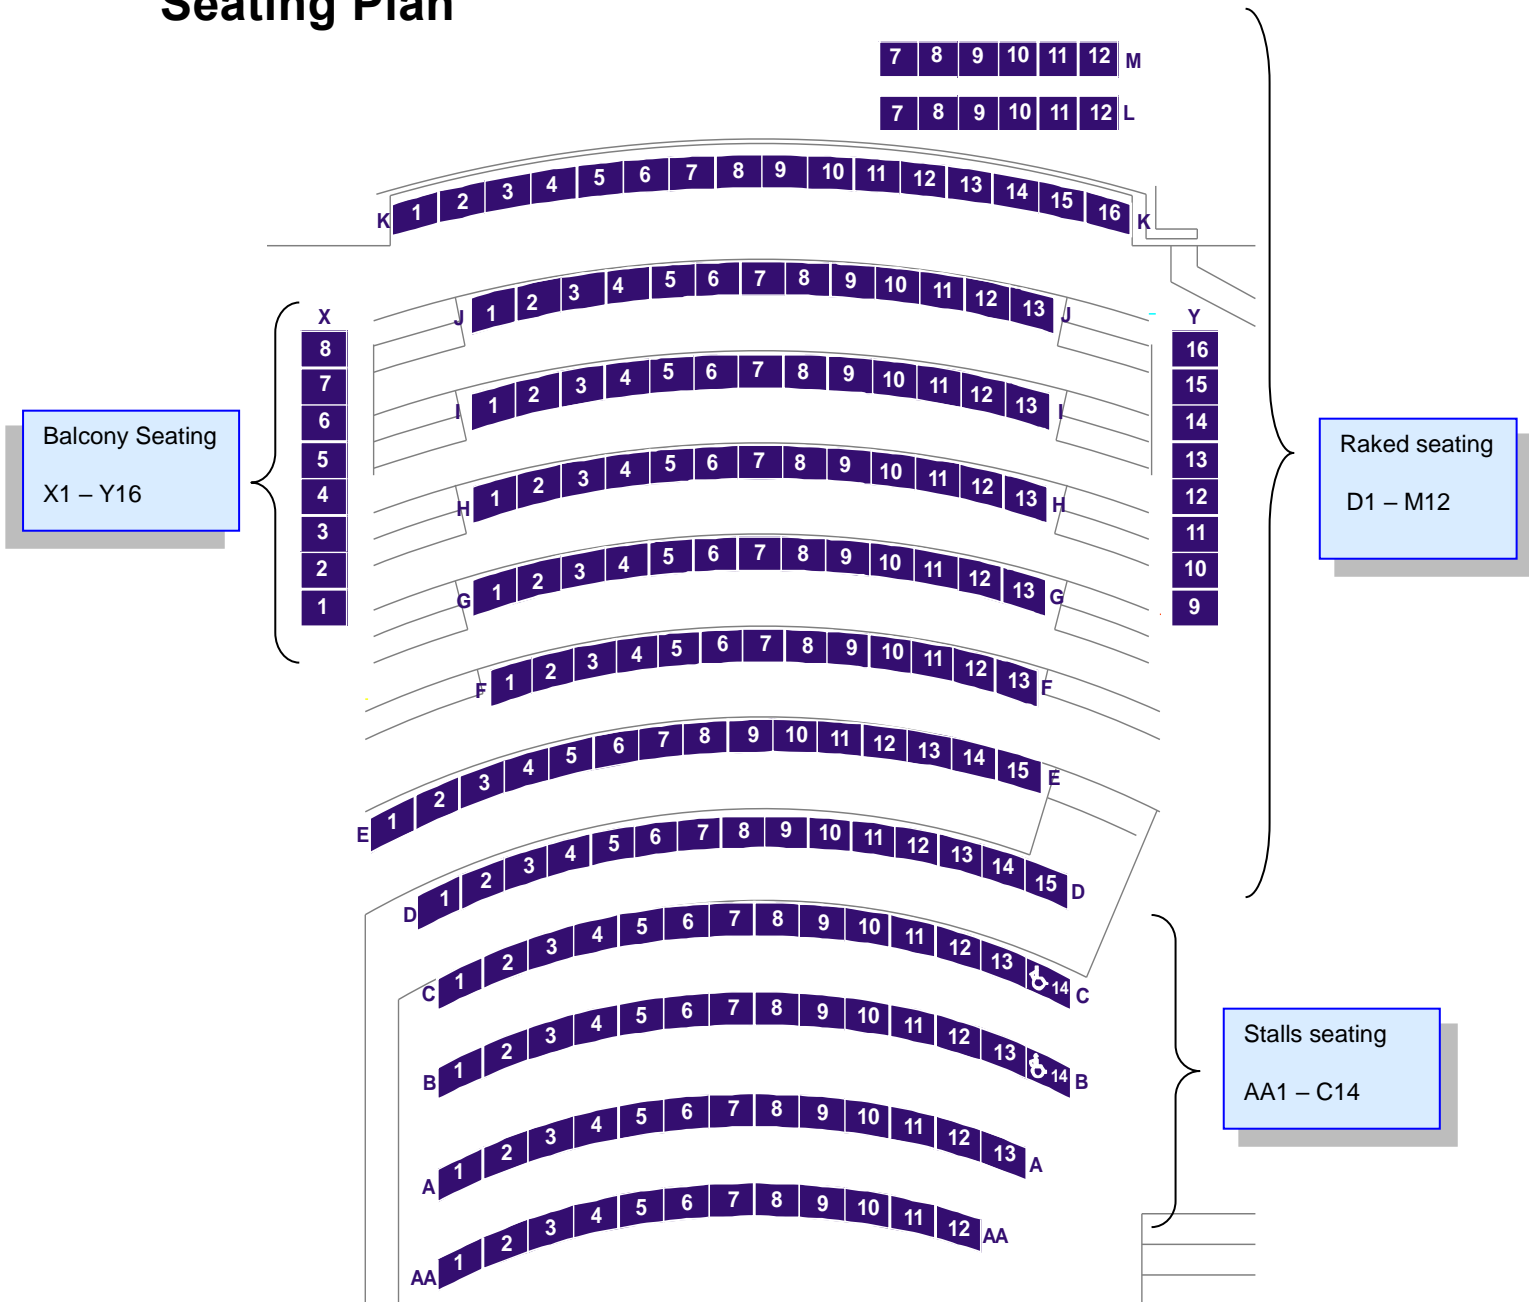 Seating Plan
7 8 9 10 11 12 M
7 8 9 10 11 12 L
K 1 2 3 4 5 6 7 8 9 10 11 12 13 14 15 16 K
J 1 2 3 4 5 6 7 8 9 10 11 12 13 J
X
8
7
6
5
4
3
2
1
Y
16
15
14
13
12
11
10
9
I 1 2 3 4 5 6 7 8 9 10 11 12 13 I
Balcony Seating
X1 – Y16
Raked seating
D1 – M12
H 1 2 3 4 5 6 7 8 9 10 11 12 13 H
G 1 2 3 4 5 6 7 8 9 10 11 12 13 G
F 1 2 3 4 5 6 7 8 9 10 11 12 13 F
E 1 2 3 4 5 6 7 8 9 10 11 12 13 14 15 E
D 1 2 3 4 5 6 7 8 9 10 11 12 13 14 15 D
C 1 2 3 4 5 6 7 8 9 10 11 12 13 14 C
B 1 2 3 4 5 6 7 8 9 10 11 12 13 14 B
Stalls seating
AA1 – C14
A 1 2 3 4 5 6 7 8 9 10 11 12 13 A
AA 1 2 3 4 5 6 7 8 9 10 11 12 AA